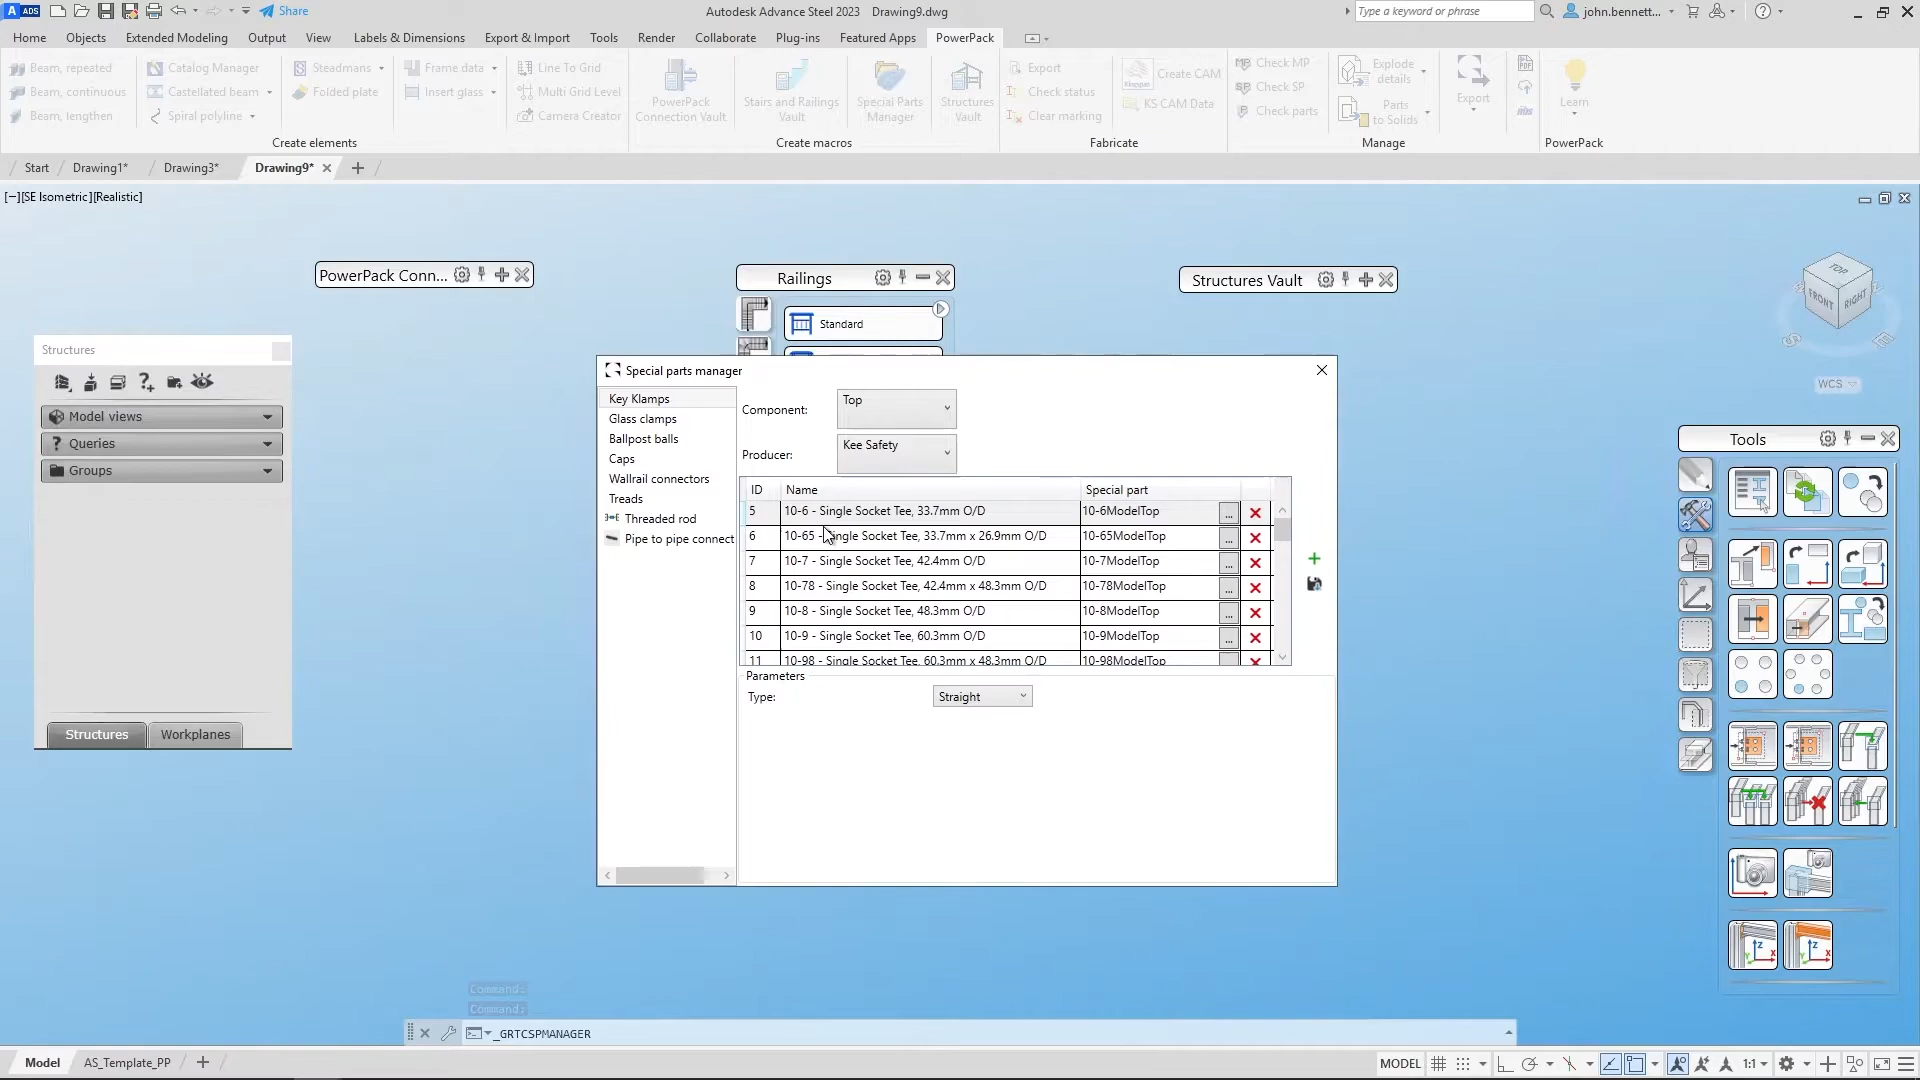 A ADS
Share
Autodesk Advance Steel 2023 Drawing9.dwg
Type a keyword or phrase
john.bennett...
Home Objects Extended Modeling Output View Labels & Dimensions Export & Import Tools Render Collaborate Plug-ins Featured Apps PowerPack
Beam, repeated
Beam, continuous
Beam, lengthen
Catalog Manager
Castellated beam
Spiral polyline
Steadmans
Folded plate
Frame data
Insert glass
Line To Grid
Multi Grid Level
Camera Creator
Create elements
PowerPack
Connection Vault
Stairs and Railings
Vault
Special Parts
Manager
Structures
Vault
Create macros
Export
Check status
Clear marking
Create CAM
KS CAM Data
Fabricate
MP Check MP
SP Check SP
Check parts
Explode
details
Parts
to Solids
Export
PDF
Manage
Learn
PowerPack
Start Drawing1* Drawing3* Drawing9*
[−][SE Isometric][Realistic]
PowerPack Conn...
Railings
Standard
Structures Vault
TOP
FRONT RIGHT
S E
WCS
Structures
Model views
Queries
Groups
Structures Workplanes
Special parts manager
Key Klamps
Glass clamps
Ballpost balls
Caps
Wallrail connectors
Treads
Threaded rod
Pipe to pipe connect
Component: Top
Producer: Kee Safety
ID Name Special part
5 10-6 - Single Socket Tee, 33.7mm O/D 10-6ModelTop ...
6 10-65 - Single Socket Tee, 33.7mm x 26.9mm O/D 10-65ModelTop ...
7 10-7 - Single Socket Tee, 42.4mm O/D 10-7ModelTop ...
8 10-78 - Single Socket Tee, 42.4mm x 48.3mm O/D 10-78ModelTop ...
9 10-8 - Single Socket Tee, 48.3mm O/D 10-8ModelTop ...
10 10-9 - Single Socket Tee, 60.3mm O/D 10-9ModelTop ...
11 10-98 - Single Socket Tee, 60.3mm x 48.3mm O/D 10-98ModelTop
Parameters
Type: Straight
Tools
Z X Y
Z X Y
Command:
Command:
_GRTCSPMANAGER
Model AS_Template_PP
MODEL
1:1